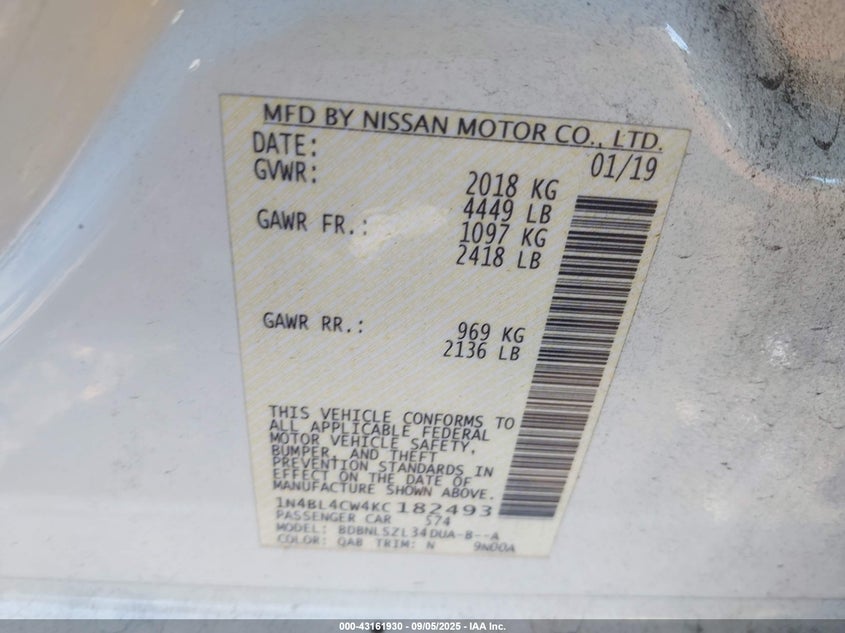 MFD BY NISSAN MOTOR CO., LTD.
DATE: 01/19
GVWR: 2018 KG
4449 LB
GAWR FR.: 1097 KG
2418 LB
GAWR RR.: 969 KG
2136 LB
THIS VEHICLE CONFORMS TO
ALL APPLICABLE FEDERAL
MOTOR VEHICLE SAFETY,
BUMPER, AND THEFT
PREVENTION STANDARDS IN
EFFECT ON THE DATE OF
MANUFACTURE SHOWN ABOVE.
1N4BL4CW4KC182493
PASSENGER CAR 574
MODEL: BDBNLSZL34DUA-B--A
COLOR: QAB TRIM: N 9N00A
000-43161930 - 09/05/2025 - IAA Inc.